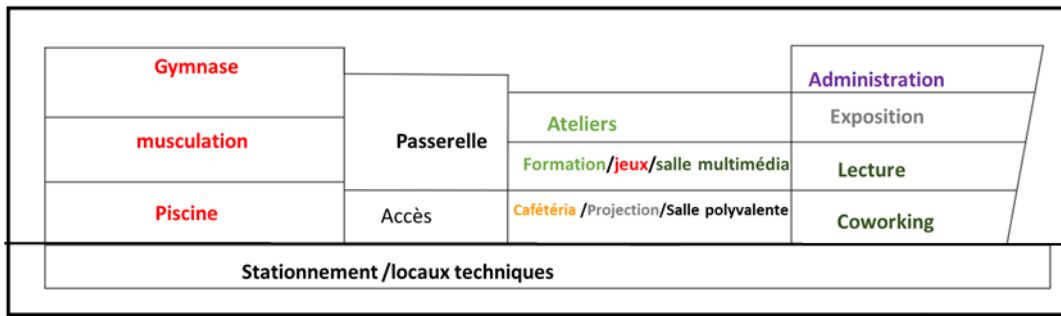 Gymnase
musculation
Piscine
Passerelle
Accès
Ateliers
Formation/jeux/salle multimédia
Cafétéria /Projection/Salle polyvalente
Administration
Exposition
Lecture
Coworking
Stationnement /locaux techniques